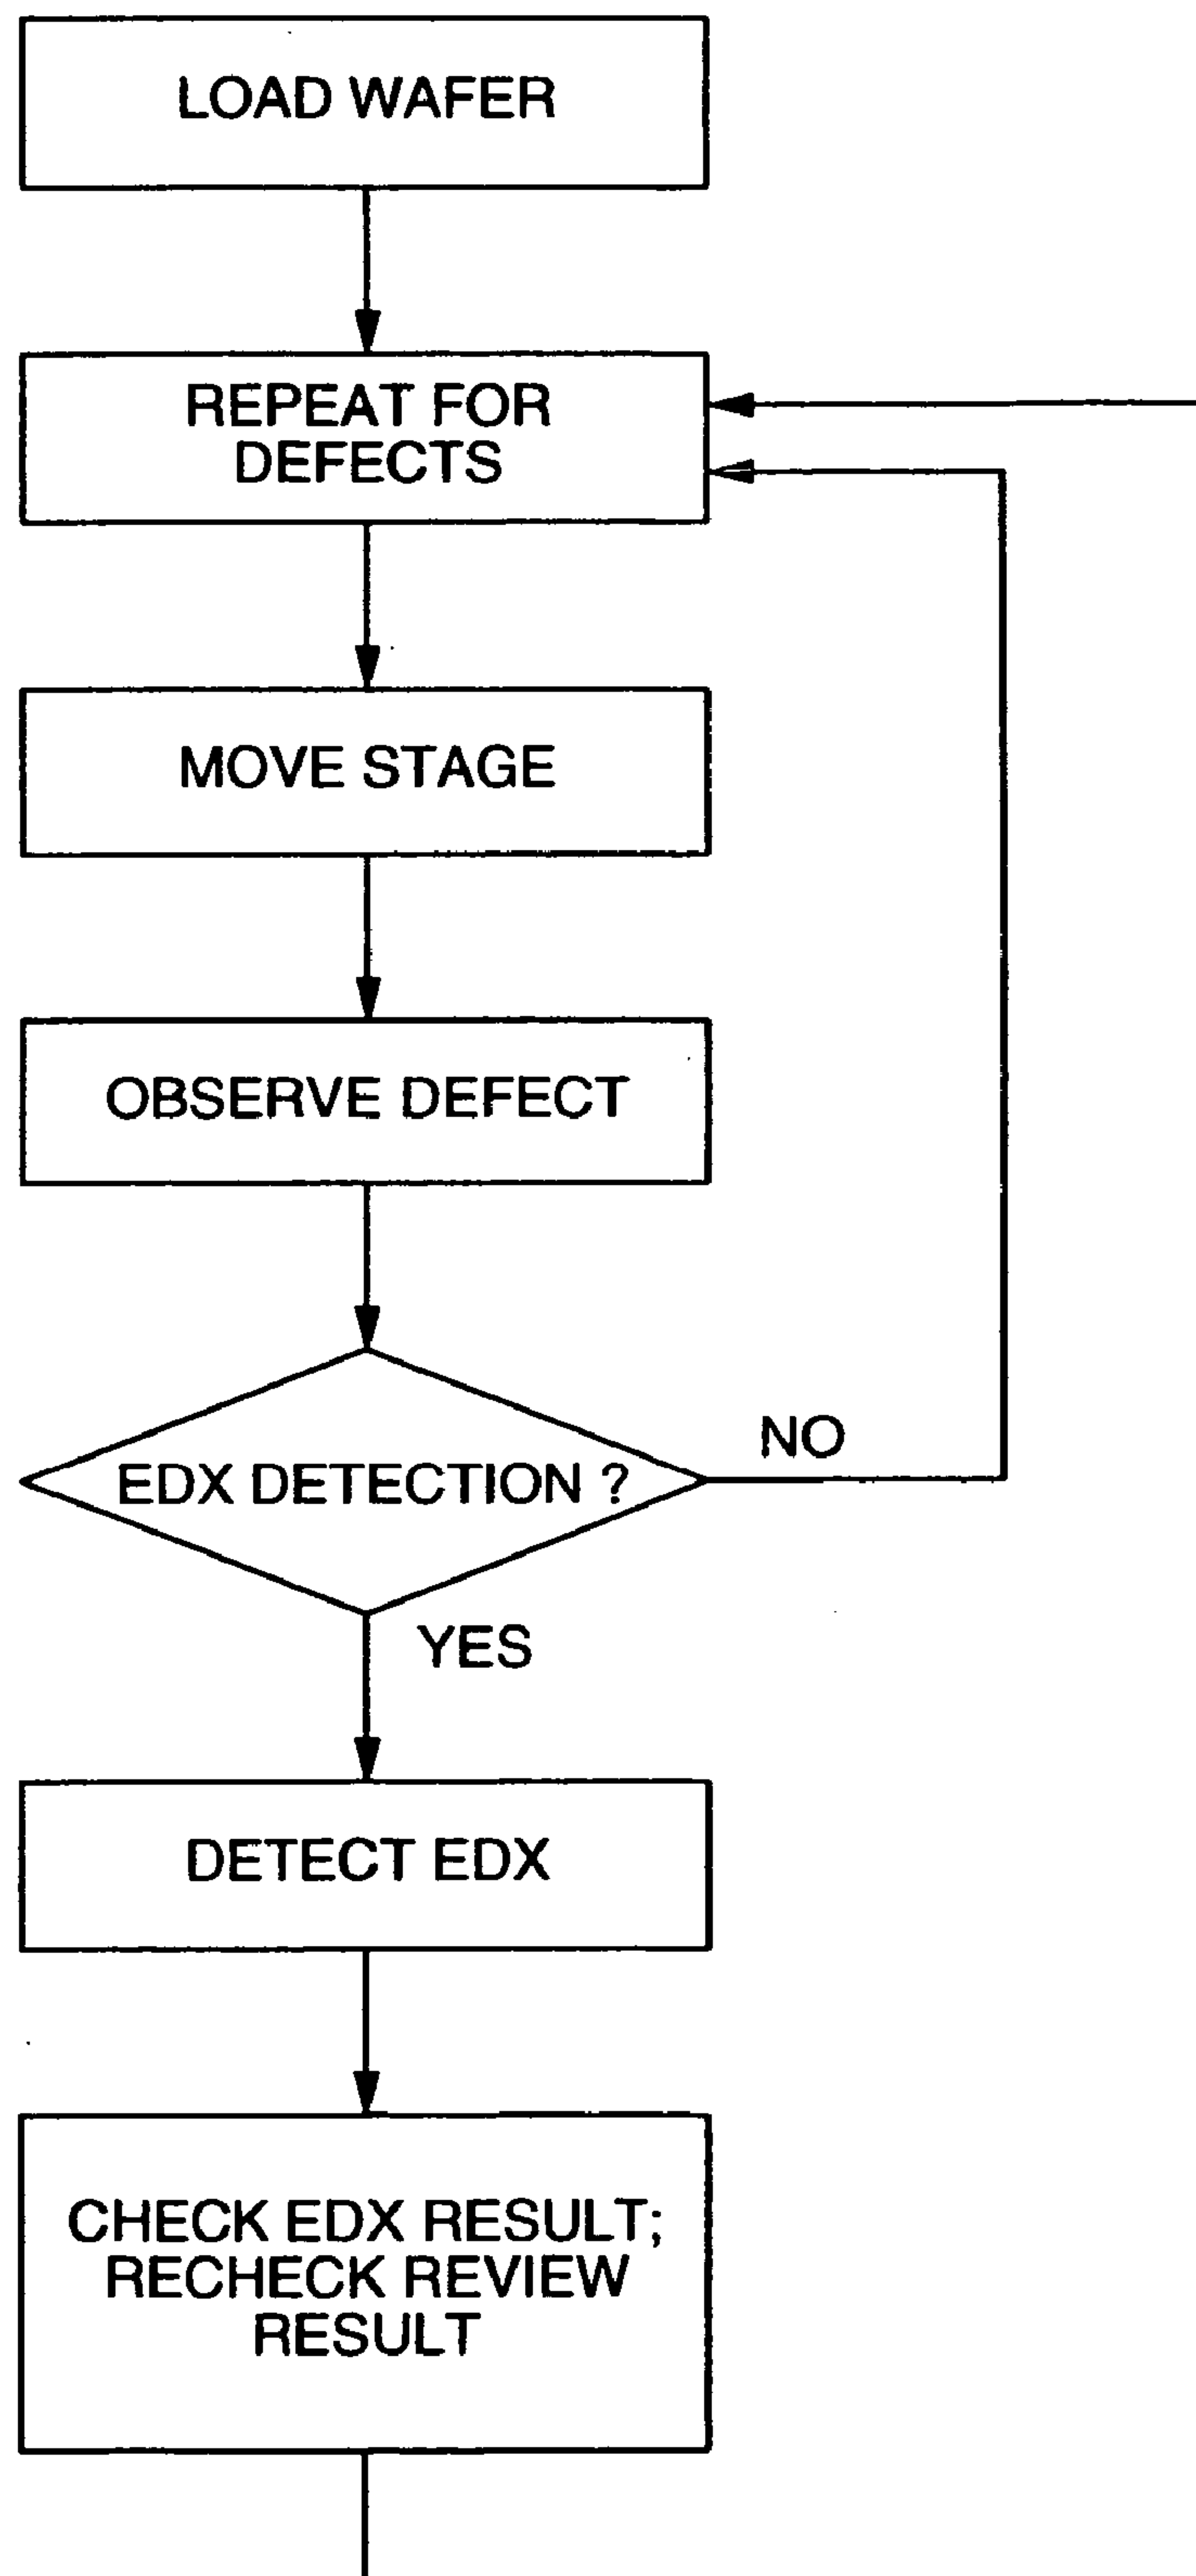 LOAD WAFER
REPEAT FOR
DEFECTS
MOVE STAGE
OBSERVE DEFECT
EDX DETECTION ?
NO
YES
DETECT EDX
CHECK EDX RESULT;
RECHECK REVIEW
RESULT